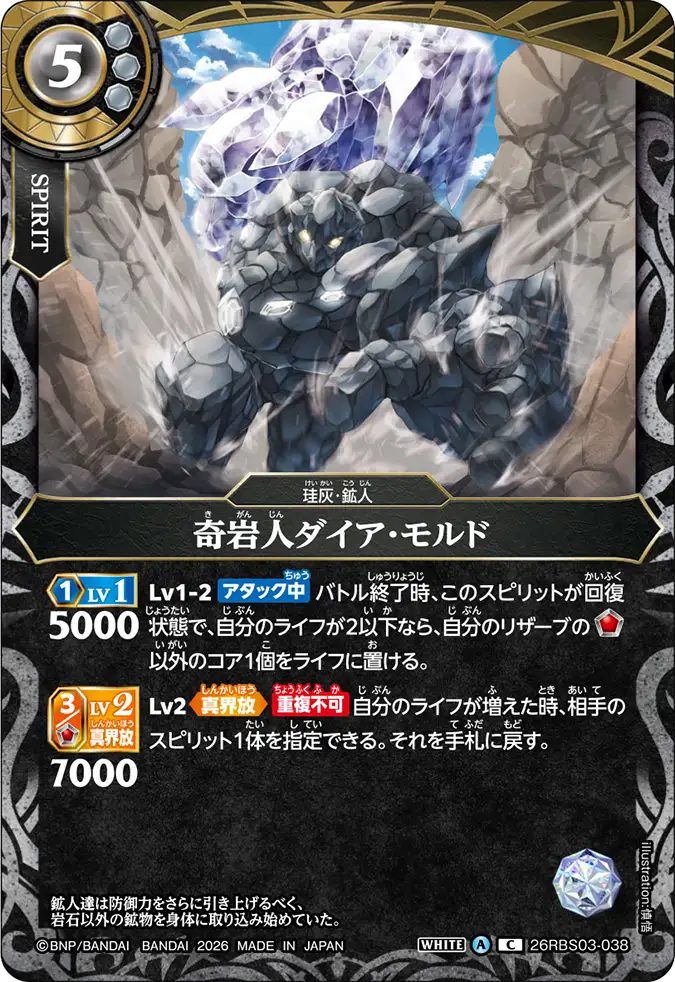 5
SPIRIT
珪灰・鉱人
奇岩人ダイア・モルド
1 LV1
5000
Lv1-2 アタック中 バトル終了時、このスピリットが回復
状態で、自分のライフが2以下なら、自分のリザーブの
以外のコア1個をライフに置ける。
3 LV2
真界放
7000
Lv2 真界放 重複不可 自分のライフが増えた時、相手の
スピリット1体を指定できる。それを手札に戻す。
鉱人達は防御力をさらに引き上げるべく、
岩石以外の鉱物を身体に取り込み始めていた。
illustration:慎悟
©BNP/BANDAI BANDAI 2026 MADE IN JAPAN WHITE A C 26RBS03-038